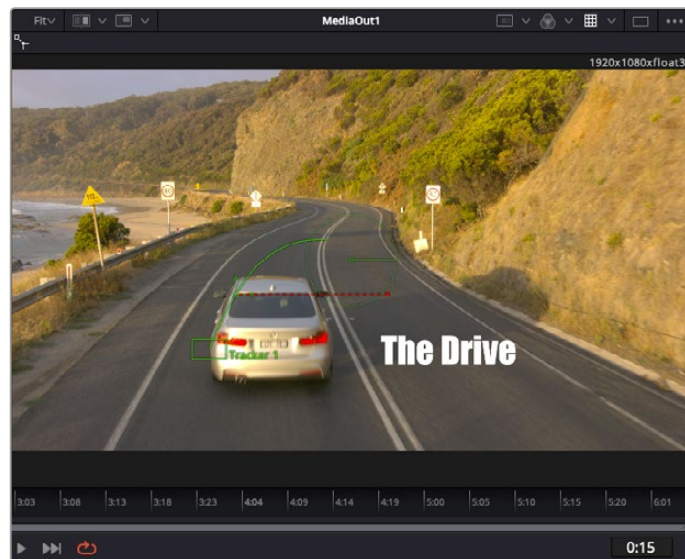 Fit MediaOut1
1920x1080xfloat3
Tracker 1
The Drive
3:03 3:08 3:13 3:18 3:23 4:04 4:09 4:14 4:19 5:00 5:05 5:10 5:15 5:20 6:01
0:15